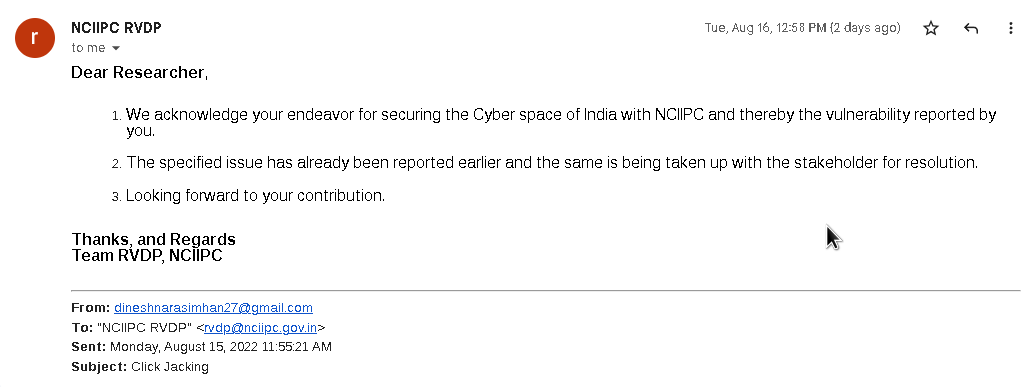 r
NCIIPC RVDP
Tue, Aug 16, 12:58 PM (2 days ago)
to me
Dear Researcher,
1. We acknowledge your endeavor for securing the Cyber space of India with NCIIPC and thereby the vulnerability reported by
you.
2. The specified issue has already been reported earlier and the same is being taken up with the stakeholder for resolution.
3. Looking forward to your contribution.
Thanks, and Regards
Team RVDP, NCIIPC
From: dineshnarasimhan27@gmail.com
To: "NCIIPC RVDP" <rvdp@nciipc.gov.in>
Sent: Monday, August 15, 2022 11:55:21 AM
Subject: Click Jacking